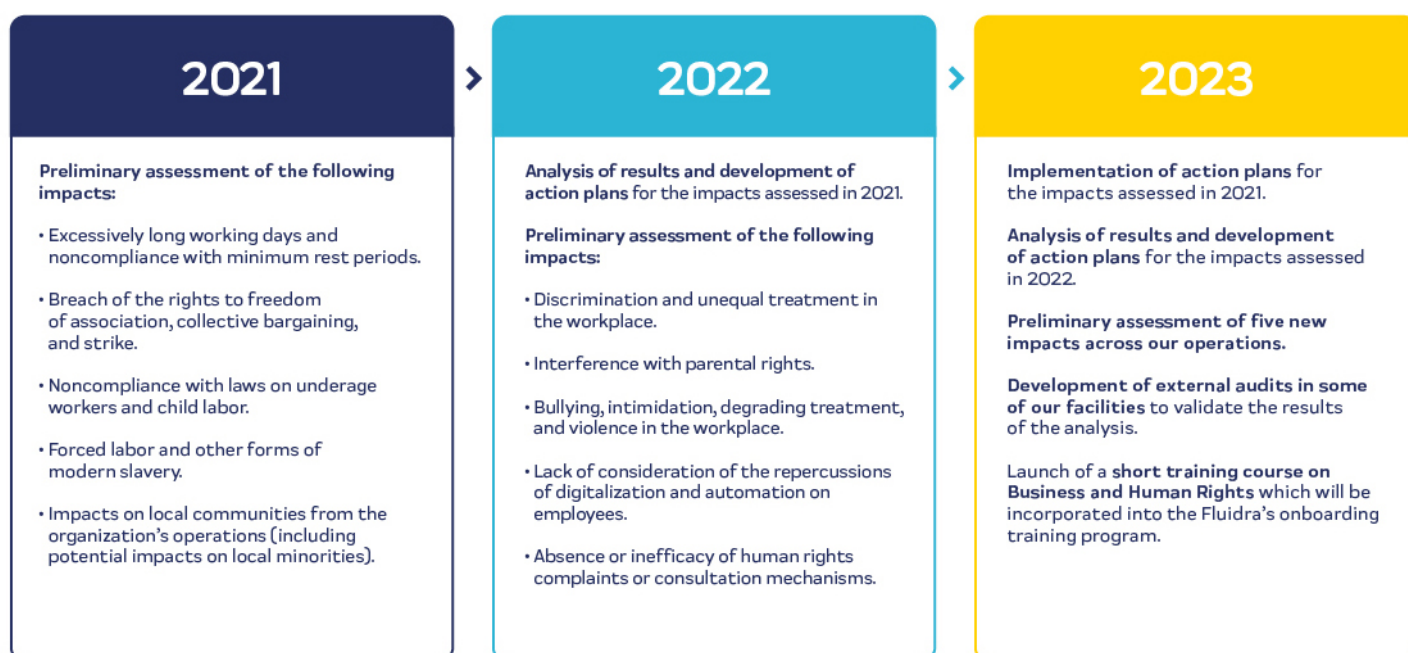 2021
Preliminary assessment of the following
impacts:
• Excessively long working days and
noncompliance with minimum rest periods.
• Breach of the rights to freedom
of association, collective bargaining,
and strike.
• Noncompliance with laws on underage
workers and child labor.
• Forced labor and other forms of
modern slavery.
• Impacts on local communities from the
organization’s operations (including
potential impacts on local minorities).
2022
Analysis of results and development of
action plans for the impacts assessed in 2021.
Preliminary assessment of the following
impacts:
• Discrimination and unequal treatment in
the workplace.
• Interference with parental rights.
• Bullying, intimidation, degrading treatment,
and violence in the workplace.
• Lack of consideration of the repercussions
of digitalization and automation on
employees.
• Absence or inefficacy of human rights
complaints or consultation mechanisms.
2023
Implementation of action plans for
the impacts assessed in 2021.
Analysis of results and development
of action plans for the impacts assessed
in 2022.
Preliminary assessment of five new
impacts across our operations.
Development of external audits in some
of our facilities to validate the results
of the analysis.
Launch of a short training course on
Business and Human Rights which will be
incorporated into the Fluidra’s onboarding
training program.